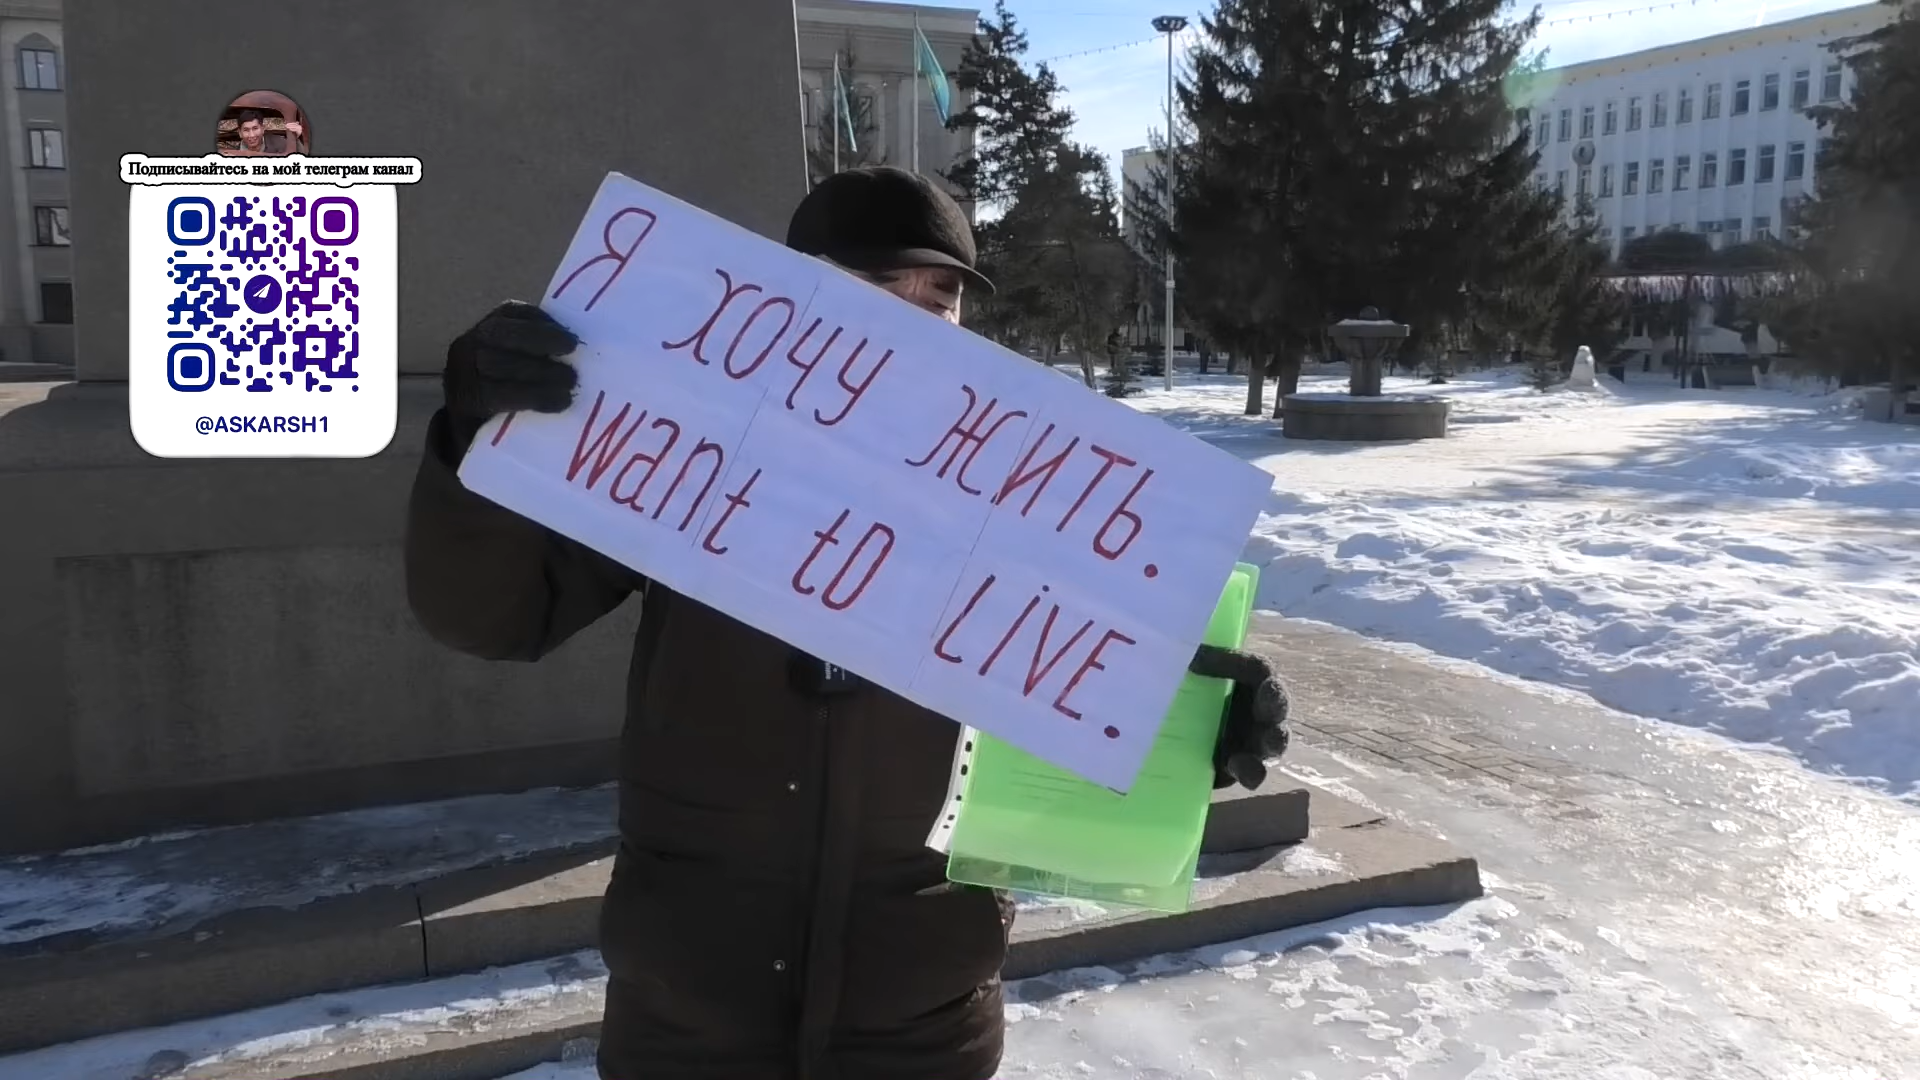 Подписывайтесь на мой телеграм канал
@ASKARSH1
Я хочу жить.
I want to LiVE.